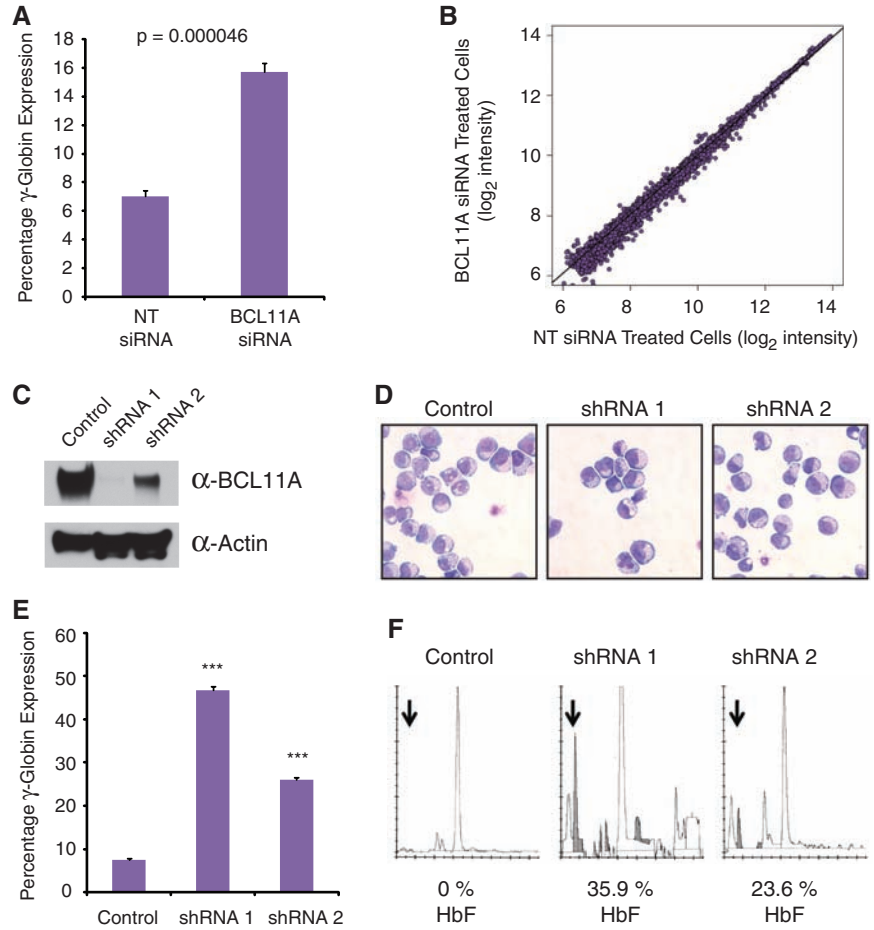 A
p = 0.000046
Percentage γ-Globin Expression
18
16
14
12
10
8
6
4
2
0
NT
siRNA
BCL11A
siRNA
B
BCL11A siRNA Treated Cells
(log2 intensity)
14
12
10
8
6
6 8 10 12 14
NT siRNA Treated Cells (log2 intensity)
C
Control
shRNA 1
shRNA 2
α-BCL11A
α-Actin
D
Control
shRNA 1
shRNA 2
E
Percentage γ-Globin Expression
60
50
40
30
20
10
0
***
***
Control
shRNA 1
shRNA 2
F
Control
shRNA 1
shRNA 2
0 %
HbF
35.9 %
HbF
23.6 %
HbF